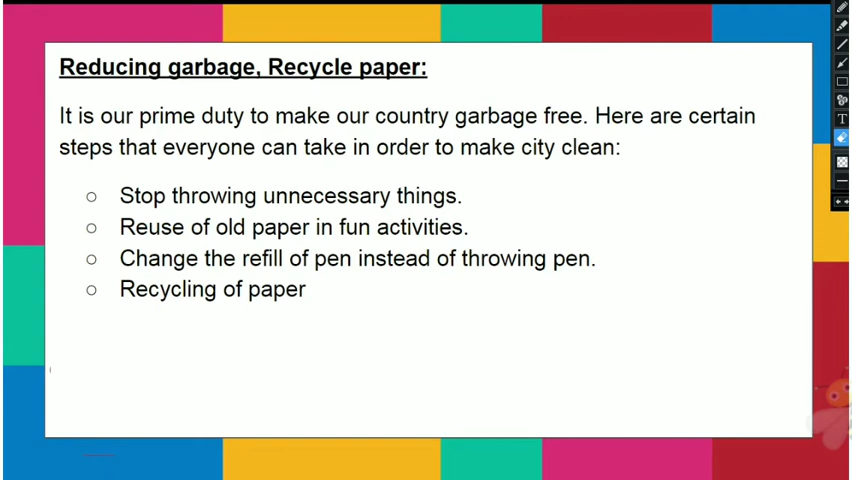 Reducing garbage, Recycle paper:
It is our prime duty to make our country garbage free. Here are certain
steps that everyone can take in order to make city clean:
○ Stop throwing unnecessary things.
○ Reuse of old paper in fun activities.
○ Change the refill of pen instead of throwing pen.
○ Recycling of paper